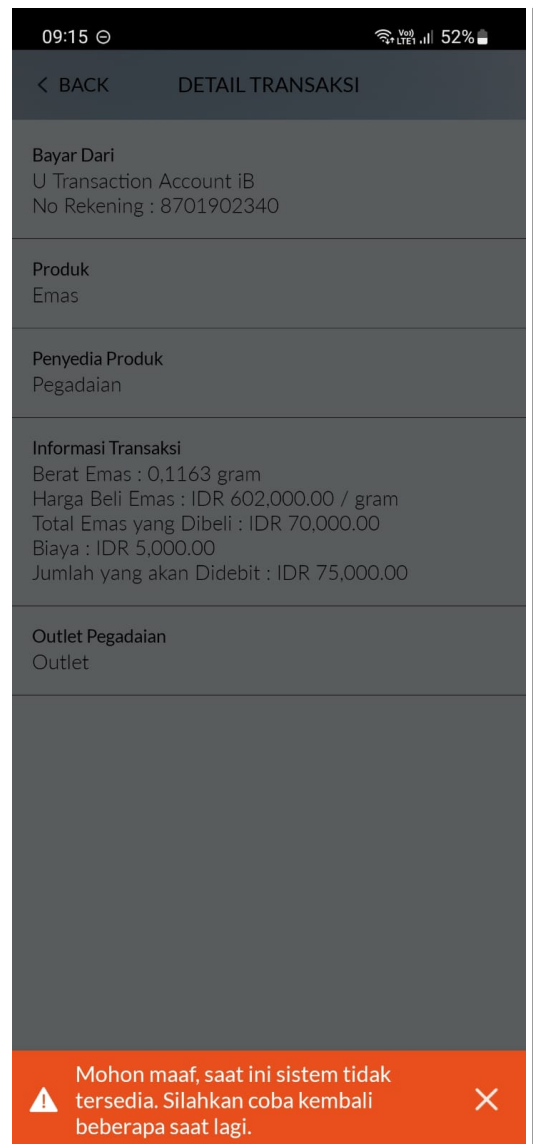 09:15
Vo)) LTE1 52%
BACK DETAIL TRANSAKSI
Bayar Dari
U Transaction Account iB
No Rekening : 8701902340
Produk
Emas
Penyedia Produk
Pegadaian
Informasi Transaksi
Berat Emas : 0,1163 gram
Harga Beli Emas : IDR 602,000.00 / gram
Total Emas yang Dibeli : IDR 70,000.00
Biaya : IDR 5,000.00
Jumlah yang akan Didebit : IDR 75,000.00
Outlet Pegadaian
Outlet
Mohon maaf, saat ini sistem tidak
tersedia. Silahkan coba kembali
beberapa saat lagi.